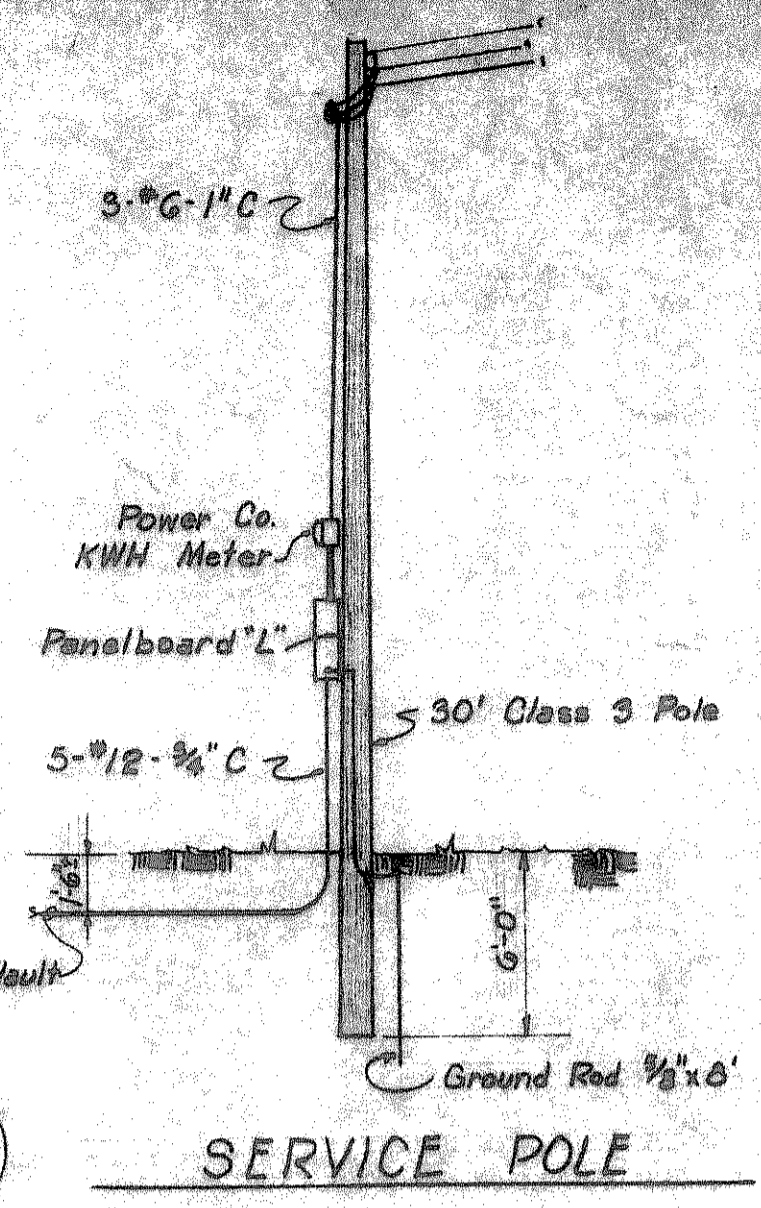 3-#6-1" C
Power Co.
KWH Meter
Panelboard "L"
30' Class 3 Pole
5-#12-3/4" C
1'-6"
6'-0"
Vault
Ground Rod 5/8"x8'
SERVICE POLE